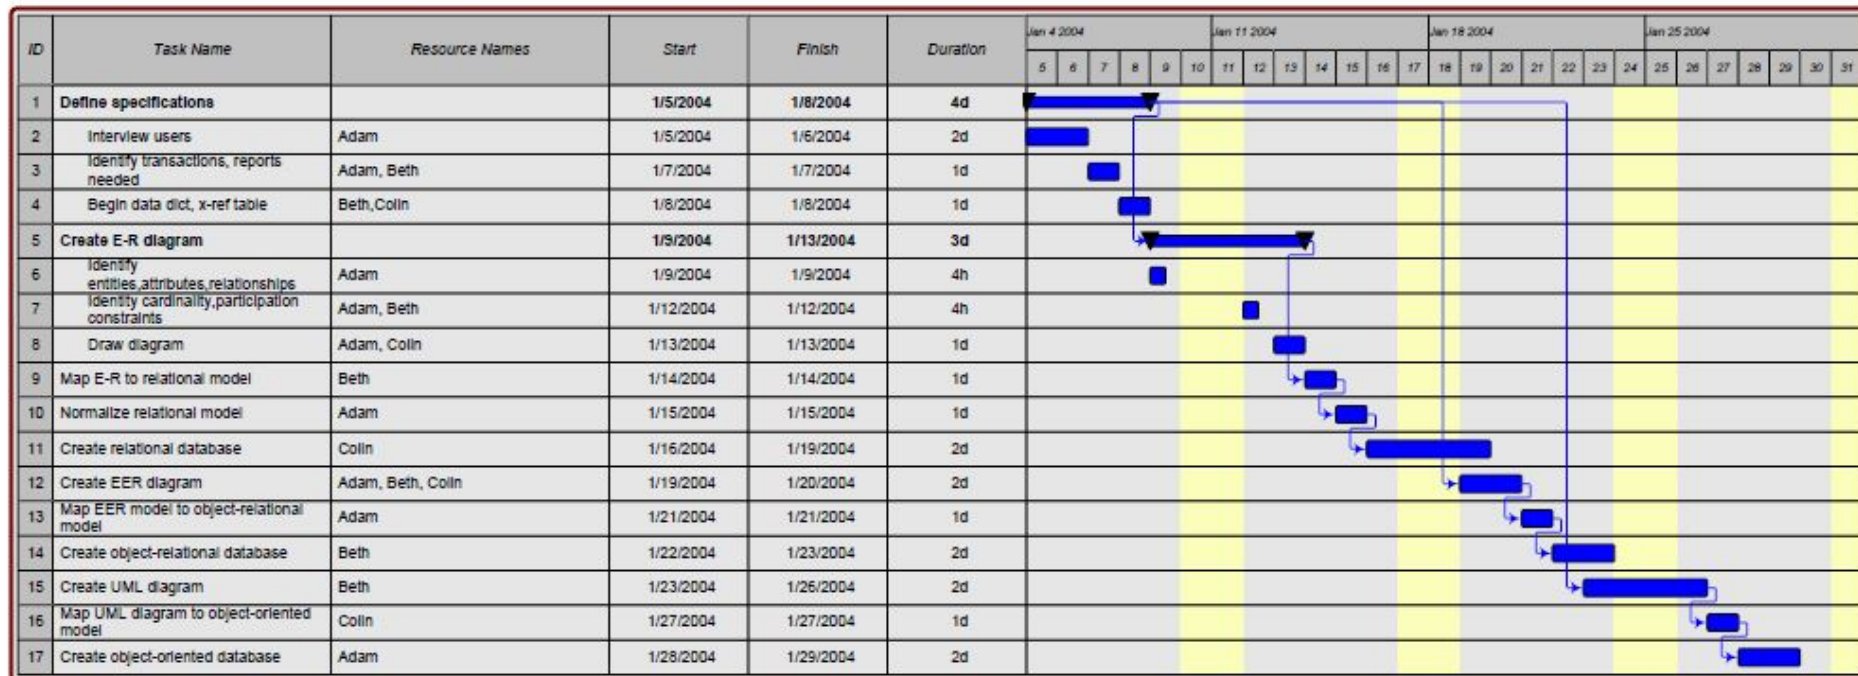 ID Task Name Resource Names Start Finish Duration Jan 4 2004 Jan 11 2004 Jan 18 2004 Jan 25 2004
5 6 7 8 9 10 11 12 13 14 15 16 17 18 19 20 21 22 23 24 25 26 27 28 29 30 31
1 Define specifications 1/5/2004 1/8/2004 4d
2 Interview users Adam 1/5/2004 1/6/2004 2d
3 Identify transactions, reports
needed Adam, Beth 1/7/2004 1/7/2004 1d
4 Begin data dict, x-ref table Beth,Colin 1/8/2004 1/8/2004 1d
5 Create E-R diagram 1/9/2004 1/13/2004 3d
6 Identify
entities,attributes,relationships Adam 1/9/2004 1/9/2004 4h
7 Identity cardinality,participation
constraints Adam, Beth 1/12/2004 1/12/2004 4h
8 Draw diagram Adam, Colin 1/13/2004 1/13/2004 1d
9 Map E-R to relational model Beth 1/14/2004 1/14/2004 1d
10 Normalize relational model Adam 1/15/2004 1/15/2004 1d
11 Create relational database Colin 1/16/2004 1/19/2004 2d
12 Create EER diagram Adam, Beth, Colin 1/19/2004 1/20/2004 2d
13 Map EER model to object-relational
model Adam 1/21/2004 1/21/2004 1d
14 Create object-relational database Beth 1/22/2004 1/23/2004 2d
15 Create UML diagram Beth 1/23/2004 1/26/2004 2d
16 Map UML diagram to object-oriented
model Colin 1/27/2004 1/27/2004 1d
17 Create object-oriented database Adam 1/28/2004 1/29/2004 2d